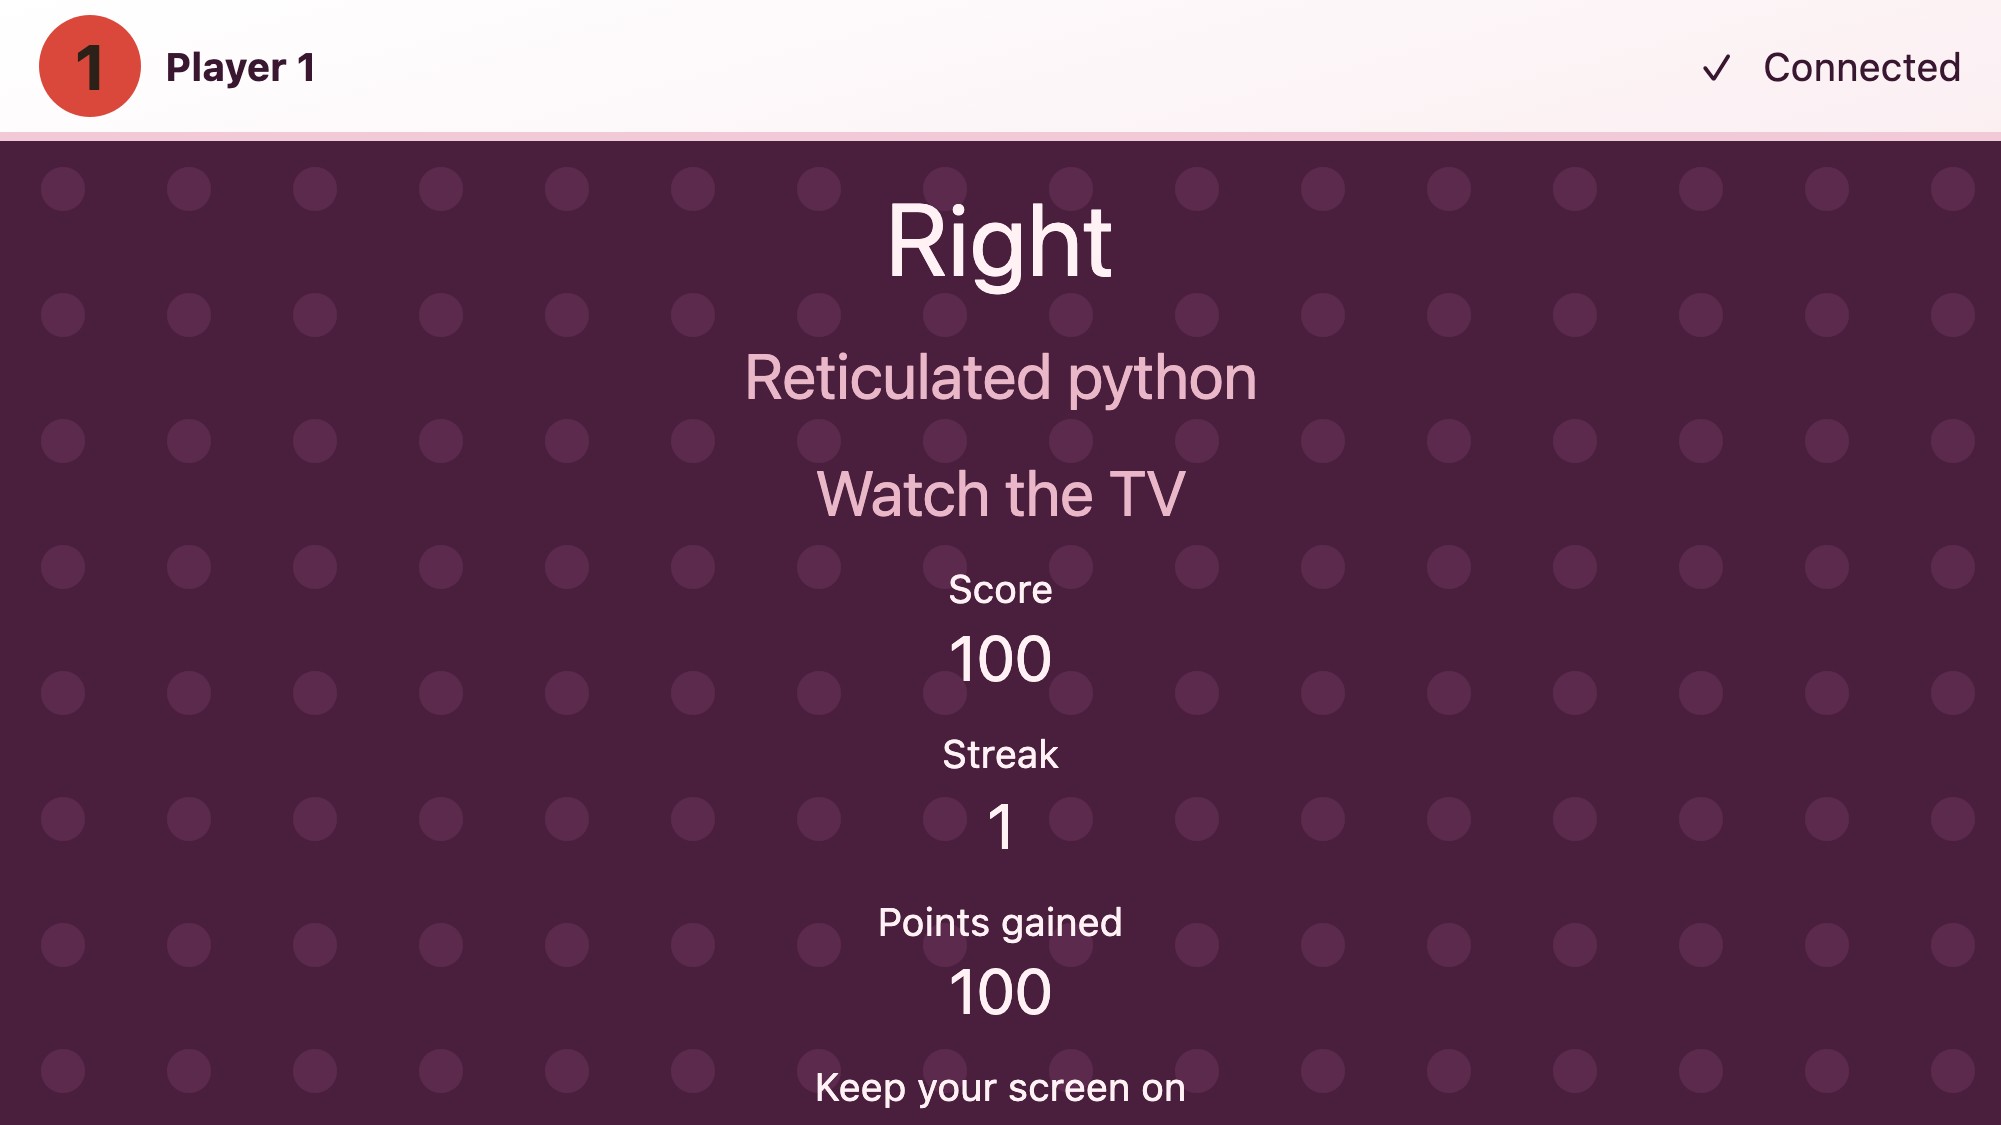 1 Player 1 ✓ Connected
Right
Reticulated python
Watch the TV
Score
100
Streak
1
Points gained
100
Keep your screen on